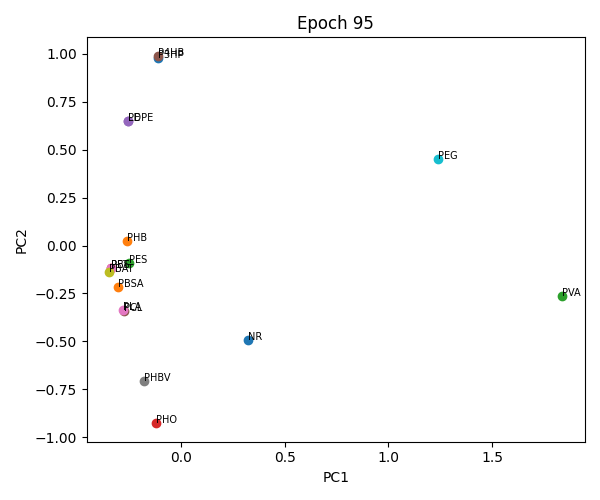 Epoch 95
1.00
0.75
0.50
0.25
0.00
−0.25
−0.50
−0.75
−1.00
PC2
P4HB
PEG
PHB
PES
PBAT
PBSA
PVA
PCL
NR
PHBV
PHO
0.0
0.5
1.0
1.5
PC1